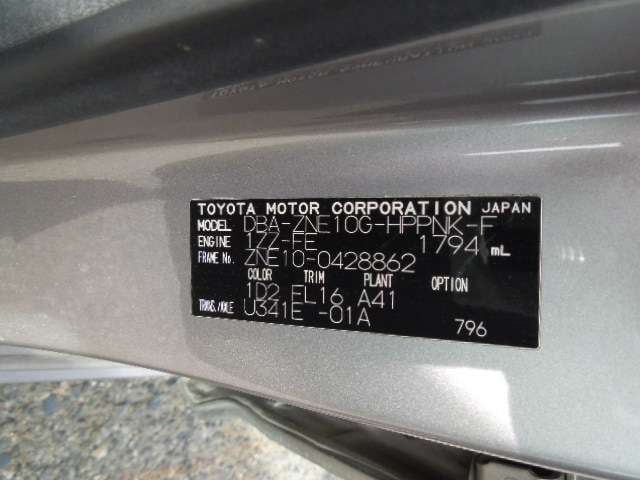 TOYOTA MOTOR CORPORATION JAPAN
MODEL DBA-ZNE10G-HPPNK-F
ENGINE 1ZZ-FE 1794 mL
FRAME No. ZNE10-0428862
COLOR TRIM PLANT OPTION
1D2 FL16 A41
TRANS./AXLE U341E -01A
796